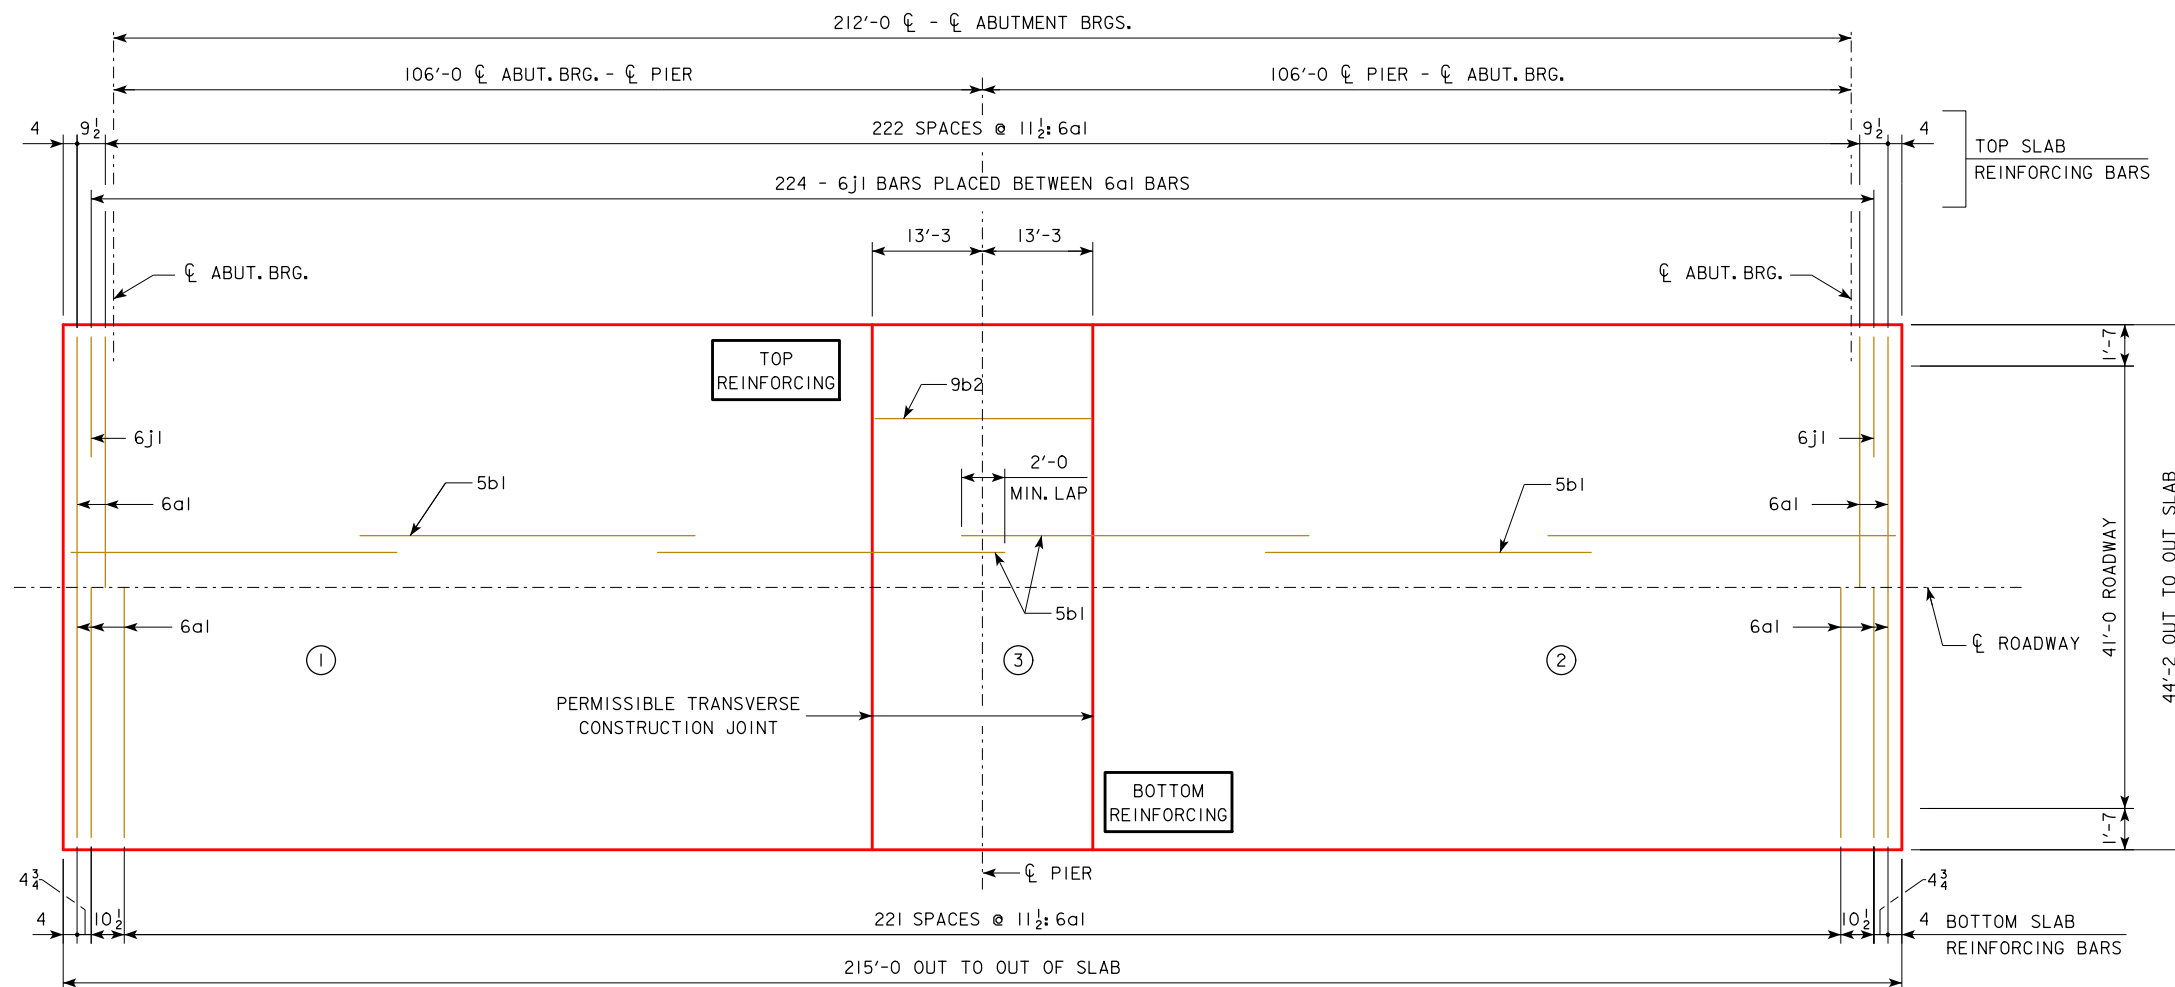 212'-0 ℄ - ℄ ABUTMENT BRGS.
106'-0 ℄ ABUT. BRG. - ℄ PIER
106'-0 ℄ PIER - ℄ ABUT. BRG.
4
9½
222 SPACES @ 11½: 6a1
9½
4
TOP SLAB
REINFORCING BARS
224 - 6j1 BARS PLACED BETWEEN 6a1 BARS
13'-3
13'-3
℄ ABUT. BRG.
℄ ABUT. BRG.
1'-7
TOP
REINFORCING
9b2
6j1
6j1
2'-0
MIN. LAP
5b1
5b1
6a1
6a1
41'-0 ROADWAY
44'-2 OUT TO OUT SLAB
6a1
5b1
6a1
℄ ROADWAY
1
3
2
PERMISSIBLE TRANSVERSE
CONSTRUCTION JOINT
BOTTOM
REINFORCING
1'-7
℄ PIER
4¾
4¾
4
10½
221 SPACES @ 11½: 6a1
10½
4
BOTTOM SLAB
REINFORCING BARS
215'-0 OUT TO OUT OF SLAB